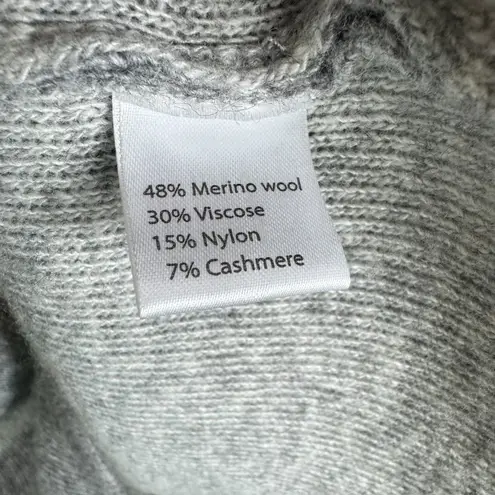 48% Merino wool
30% Viscose
15% Nylon
7% Cashmere